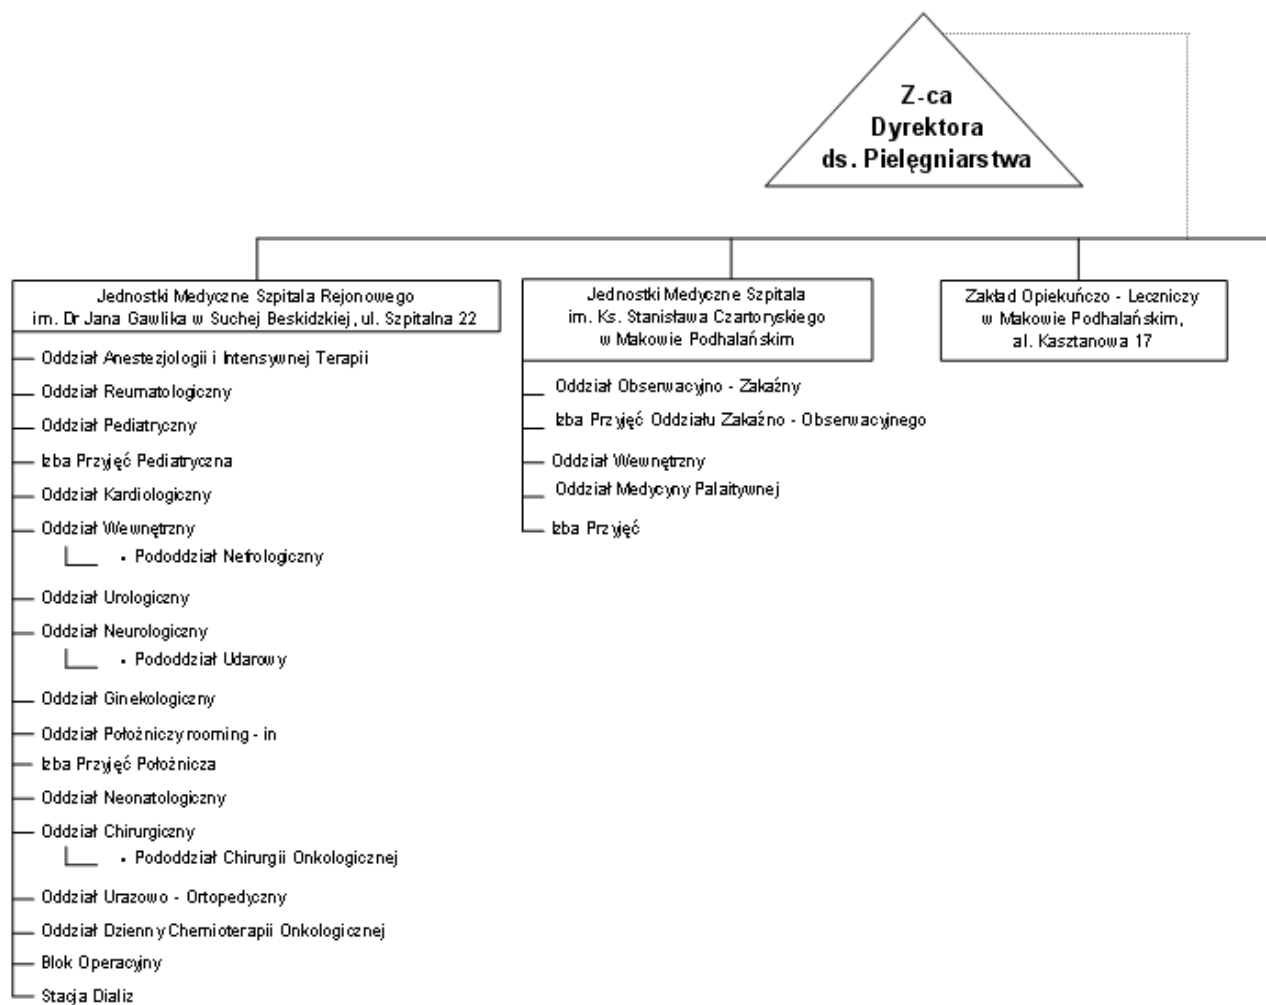 Z-ca
Dyrektora
ds. Pielęgniarstwa
Jednostki Medyczne Szpitala Rejonowego
im. Dr Jana Gawlika w Suchej Beskidzkiej, ul. Szpitalna 22
Oddział Anestezjologii i Intensywnej Terapii
Oddział Reumatologiczny
Oddział Pediatryczny
Izba Przyjęć Pediatryczna
Oddział Kardiologiczny
Oddział Wewnętrzny
• Pododdział Nefrologiczny
Oddział Urologiczny
Oddział Neurologiczny
• Pododdział Udarowy
Oddział Ginekologiczny
Oddział Położniczy rooming - in
Izba Przyjęć Położnicza
Oddział Neonatologiczny
Oddział Chirurgiczny
• Pododdział Chirurgii Onkologicznej
Oddział Urazowo - Ortopedyczny
Oddział Dzienny Chemioterapii Onkologicznej
Blok Operacyjny
Stacja Dializ
Jednostki Medyczne Szpitala
im. Ks. Stanisława Czartoryskiego
w Makowie Podhalańskim
Oddział Obserwacyjno - Zakaźny
Izba Przyjęć Oddziału Zakaźno - Obserwacyjnego
Oddział Wewnętrzny
Oddział Medycyny Palaitywnej
Izba Przyjęć
Zakład Opiekuńczo - Leczniczy
w Makowie Podhalańskim,
al. Kasztanowa 17